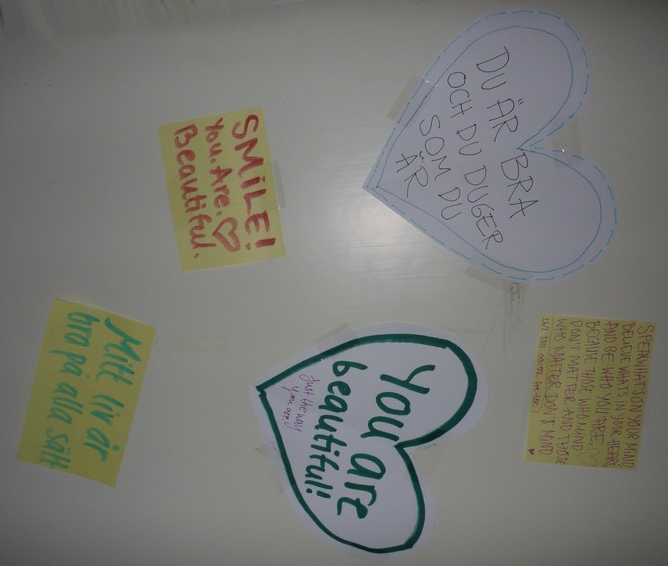 DU ÄR BRA
OCH DU DUGER
SOM DU
ÄR
SPEAK WHATS ON YOUR MIND
BELIEVE WHATS IN YOUR HEART
AND BE WHO YOU ARE
BECAUSE THOSE WHO MIND
DON'T MATTER AND THOSE
WHO MATTER DON'T MIND
SMiLE!
You. Are. ♡
Beautiful.
You are
beautiful!
Just the way
you are!
Mitt liv är
bra på alla sätt